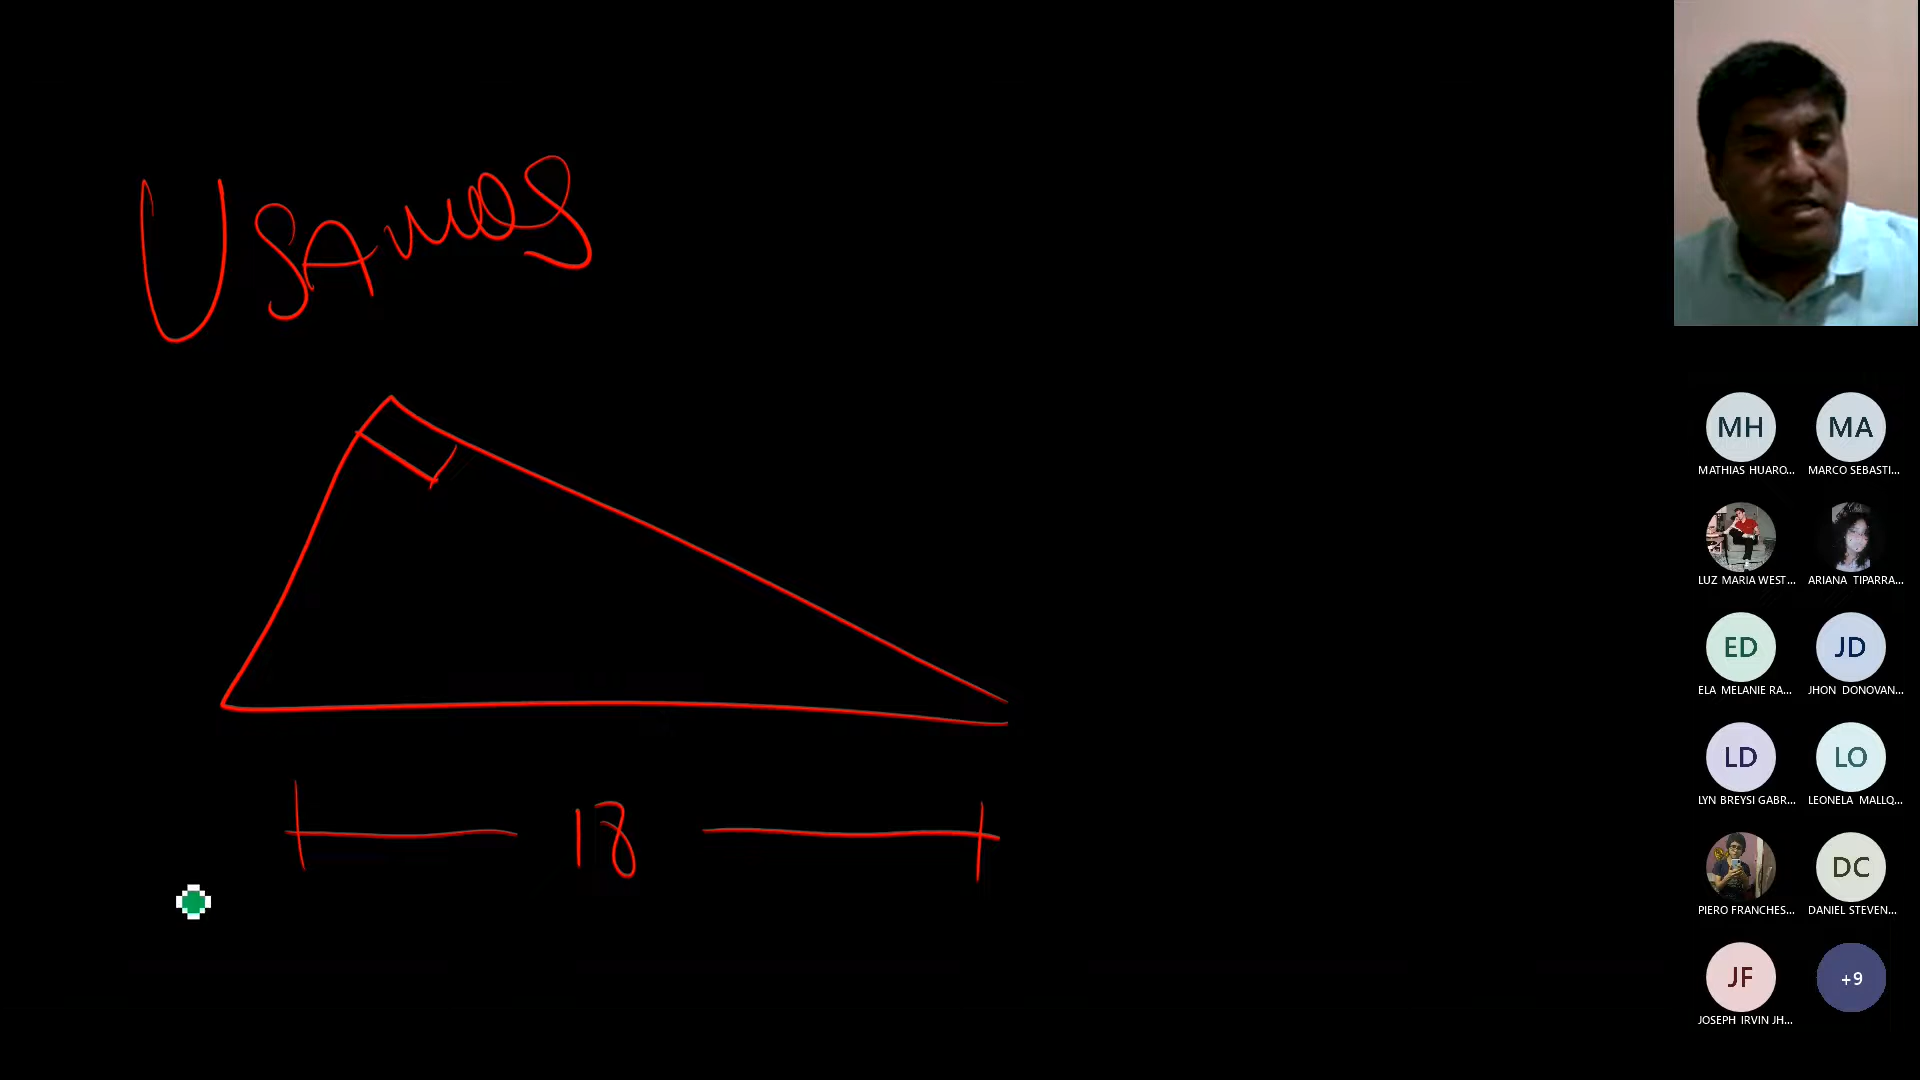 UsAmos
18
MH
MA
MATHIAS HUARO...
MARCO SEBASTI...
LUZ MARIA WEST...
ARIANA TIPARRA...
ED
JD
ELA MELANIE RA...
JHON DONOVAN...
LD
LO
LYN BREYSI GABR...
LEONELA MALLQ...
DC
PIERO FRANCHES...
DANIEL STEVEN...
JF
+9
JOSEPH IRVIN JH...